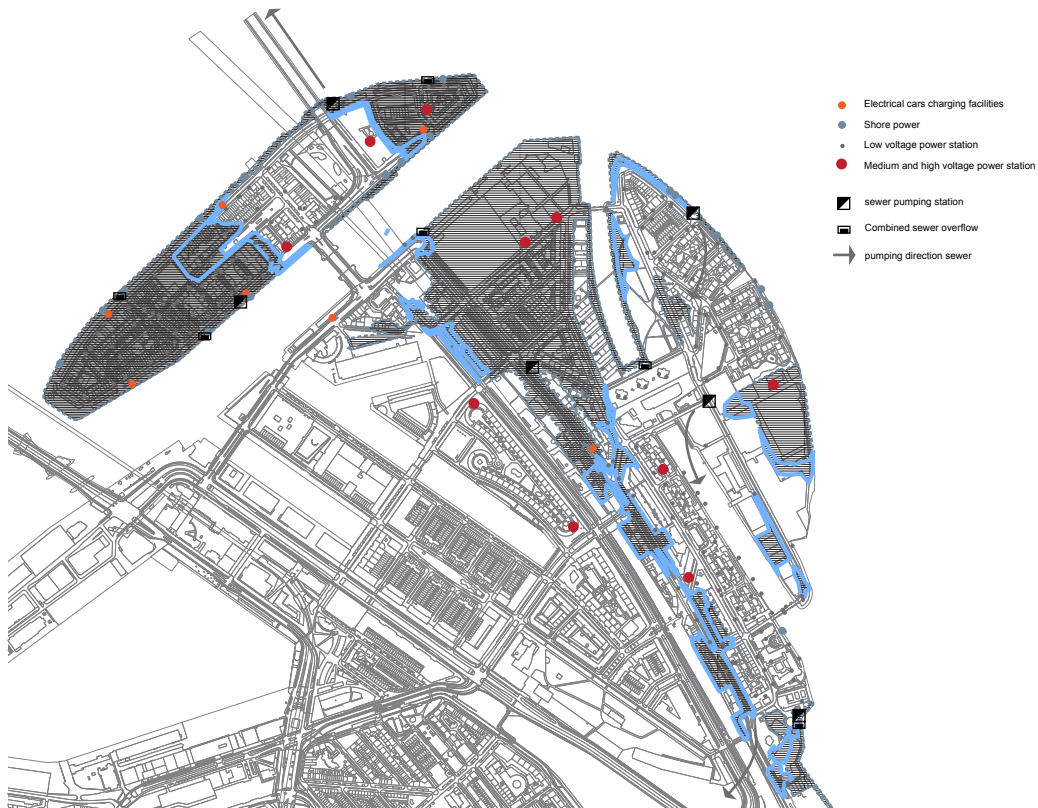 Electrical cars charging facilities
Shore power
Low voltage power station
Medium and high voltage power station
sewer pumping station
Combined sewer overflow
pumping direction sewer